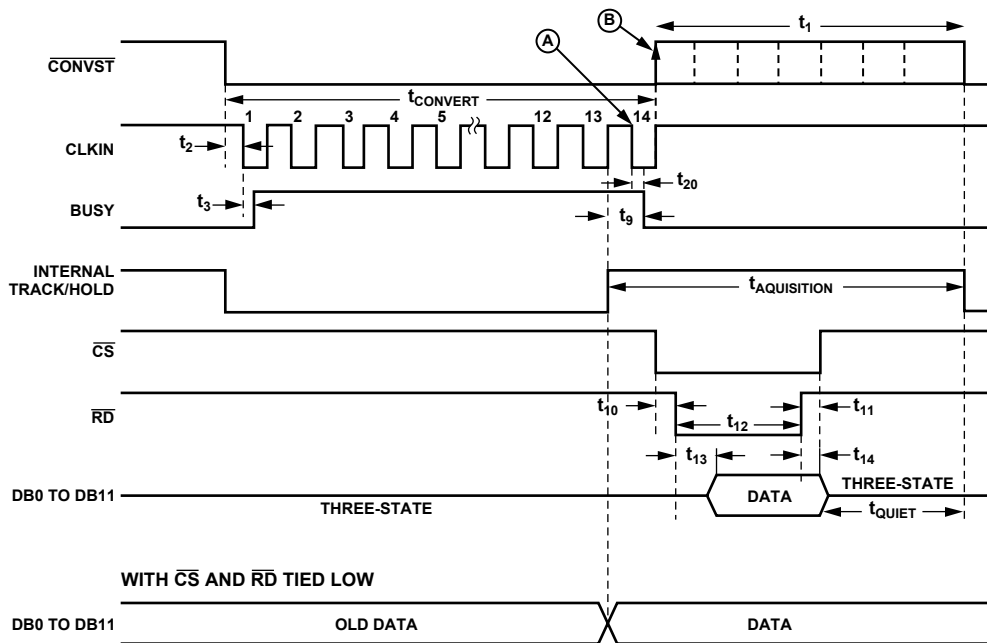 B
t1
CONVST
A
tCONVERT
1 2 3 4 5 12 13 14
CLKIN
t2
t20
t3
BUSY
t9
INTERNAL
TRACK/HOLD
tAQUISITION
CS
t10
t11
RD
t12
t13
t14
DB0 TO DB11
THREE-STATE
DATA
THREE-STATE
tQUIET
WITH CS AND RD TIED LOW
DB0 TO DB11
OLD DATA
DATA